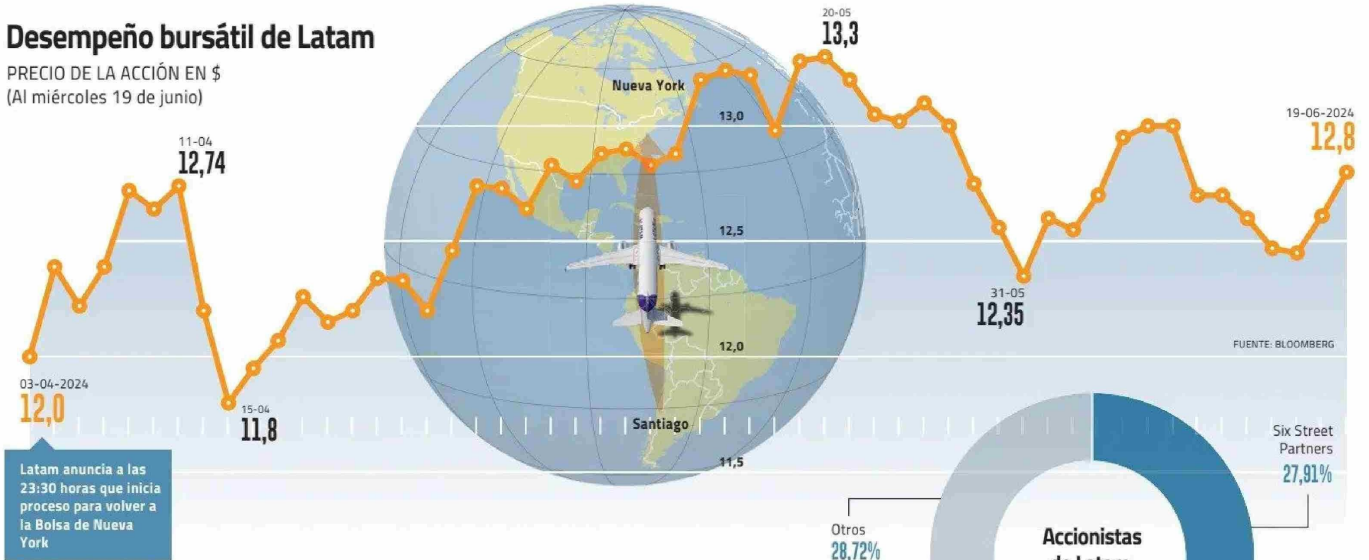 Desempeño bursátil de Latam
PRECIO DE LA ACCIÓN EN $
(Al miércoles 19 de junio)
11-04
12,74
Nueva York
20-05
13,3
19-06-2024
12,8
13,0
12,5
12,0
11,5
03-04-2024
12,0
15-04
11,8
31-05
12,35
FUENTE: BLOOMBERG
Santiago
Latam anuncia a las
23:30 horas que inicia
proceso para volver a
la Bolsa de Nueva
York
Otros
28,72%
Accionistas
de Latam
Six Street
Partners
27,91%